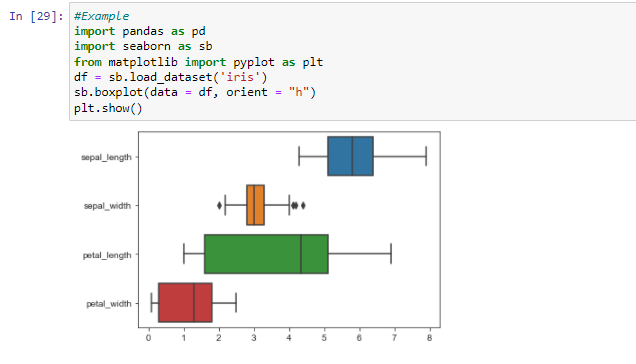 In [29]: #Example
import pandas as pd
import seaborn as sb
from matplotlib import pyplot as plt
df = sb.load_dataset('iris')
sb.boxplot(data = df, orient = "h")
plt.show()
sepal_length
sepal_width
petal_length
petal_width
0 1 2 3 4 5 6 7 8